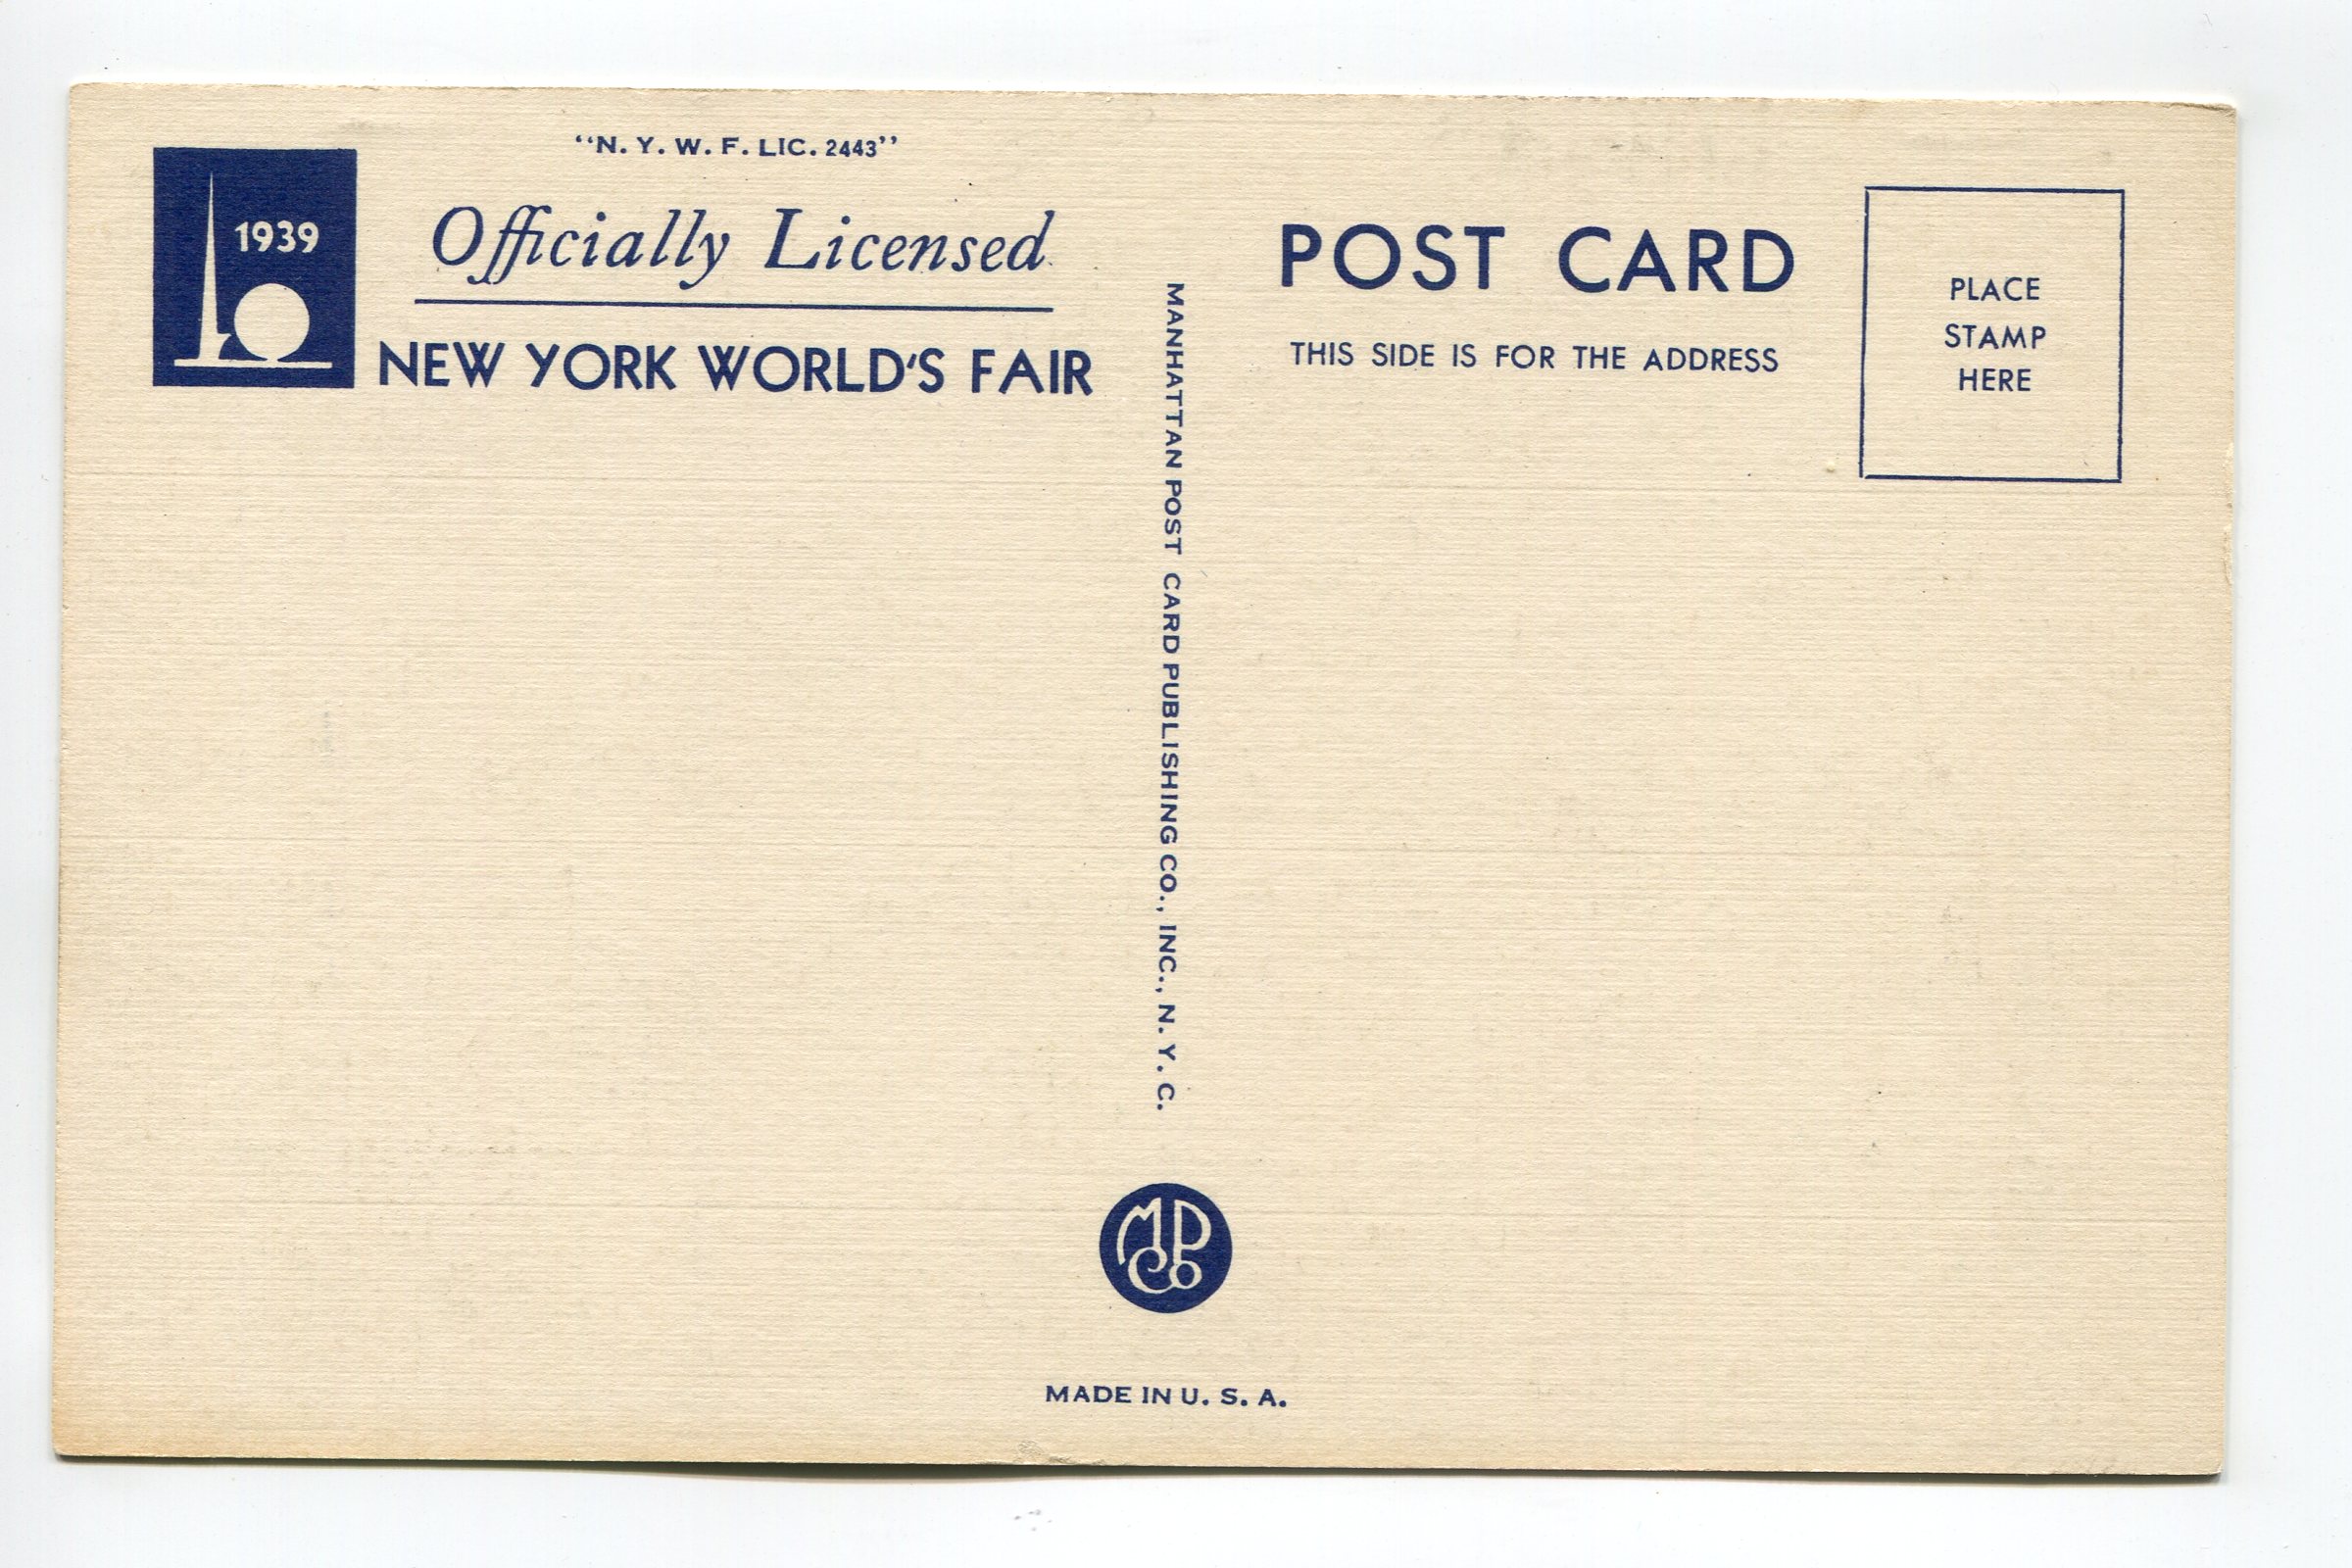 “N. Y. W. F. LIC. 2443”
1939
Officially Licensed
NEW YORK WORLD'S FAIR
MANHATTAN POST CARD PUBLISHING CO., INC., N. Y. C.
POST CARD
THIS SIDE IS FOR THE ADDRESS
PLACE
STAMP
HERE
MPCo
MADE IN U. S. A.